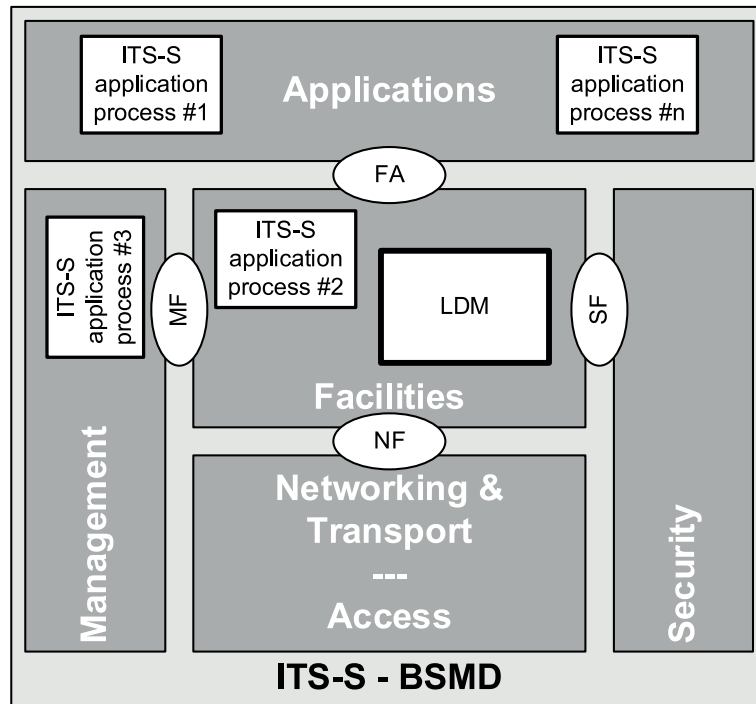 ITS-S
application
process #1
Applications
ITS-S
application
process #n
FA
ITS-S
application
process #3
MF
ITS-S
application
process #2
LDM
SF
Facilities
NF
Management
Networking &
Transport
---
Access
Security
ITS-S - BSMD